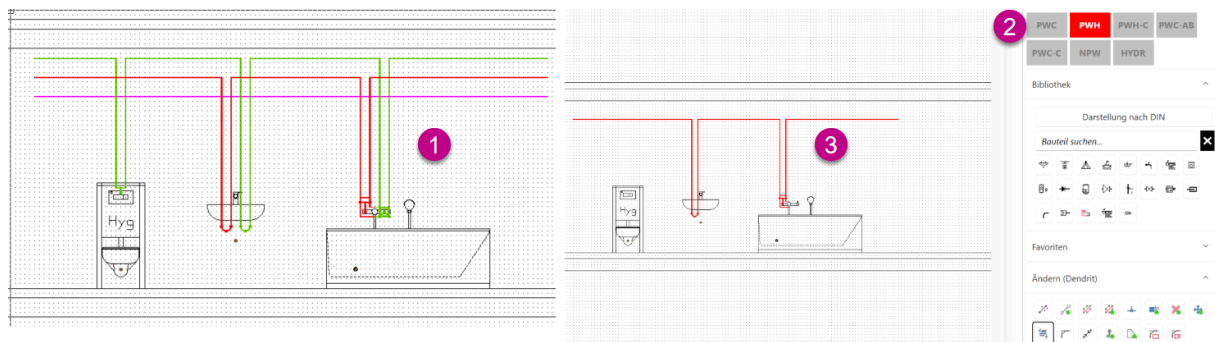 Hyg
1
2
PWC PWH PWH-C PWC-AB
PWC-C NPW HYDR
Bibliothek
Darstellung nach DIN
Bauteil suchen...
3
Hyg
Favoriten
Ändern (Dendrit)